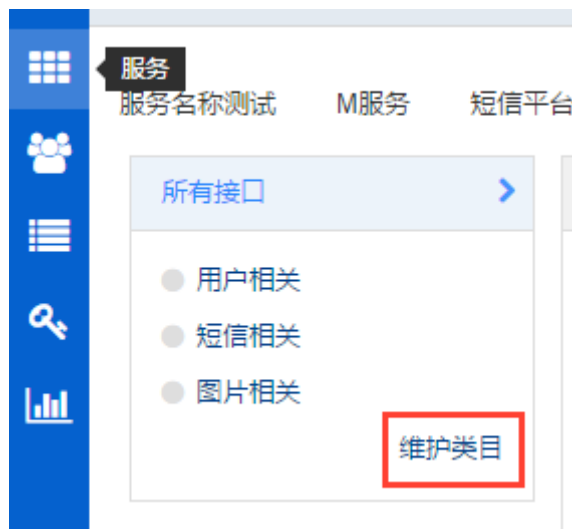 服务
服务名称测试 M服务 短信平台
所有接口
用户相关
短信相关
图片相关
维护类目